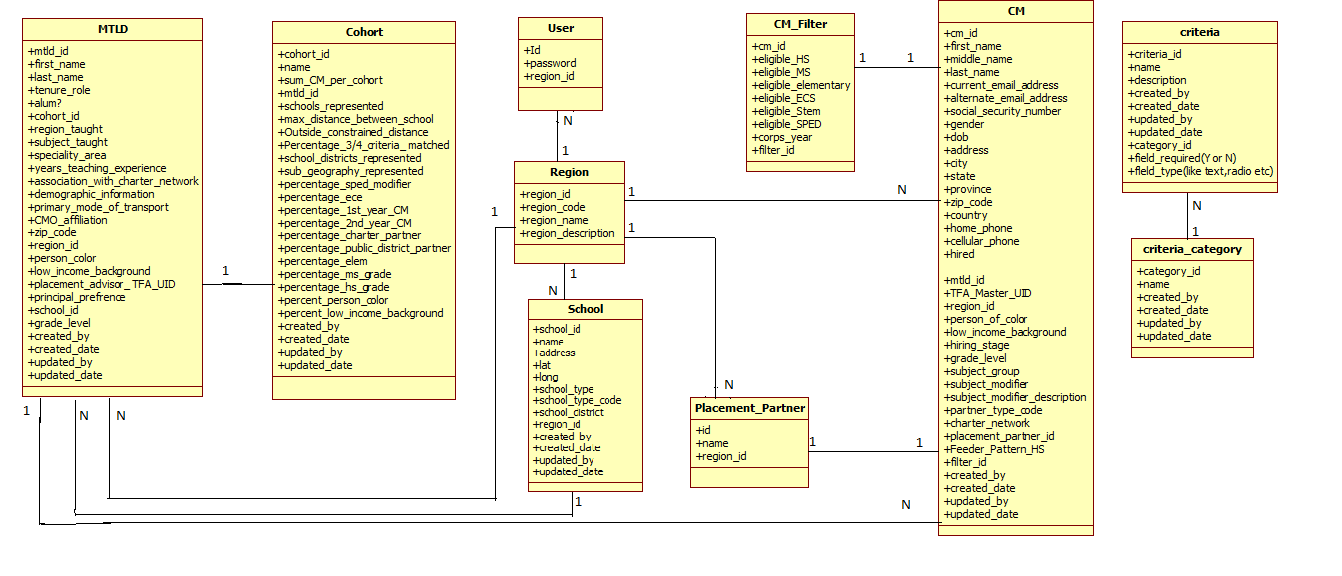 MTLD
+mtld_id
+first_name
+last_name
+tenure_role
+alum?
+cohort_id
+region_taught
+subject_taught
+speciality_area
+years_teaching_experience
+association_with_charter_network
+demographic_information
+primary_mode_of_transport
+CMO_affiliation
+zip_code
+region_id
+person_color
+low_income_background
+placement_advisor_TFA_UID
+principal_prefrence
+school_id
+grade_level
+created_by
+created_date
+updated_by
+updated_date
1
N
N
1
Cohort
+cohort_id
+name
+sum_CM_per_cohort
+mtld_id
+schools_represented
+max_distance_between_school
+Outside_constrained_distance
+Percentage_3/4_criteria_matched
+school_districts_represented
+sub_geography_represented
+percentage_sped_modifier
+percentage_ece
+percentage_1st_year_CM
+percentage_2nd_year_CM
+percentage_charter_partner
+percentage_public_district_partner
+percentage_elem
+percentage_ms_grade
+percentage_hs_grade
+percent_person_color
+percent_low_income_background
+created_by
+created_date
+updated_by
+updated_date
User
+Id
+password
+region_id
N
1
Region
+region_id
+region_code
+region_name
+region_description
1
1
1
1
N
School
+school_id
+name
+address
+lat
+long
+school_type
+school_type_code
+school_district
+region_id
+created_by
+created_date
+updated_by
+updated_date
1
CM_Filter
+cm_id
+eligible_HS
+eligible_MS
+eligible_elementary
+eligible_ECS
+eligible_Stem
+eligible_SPED
+corps_year
+filter_id
1
1
N
N
Placement_Partner
+id
+name
+region_id
1
1
N
CM
+cm_id
+first_name
+middle_name
+last_name
+current_email_address
+alternate_email_address
+social_security_number
+gender
+dob
+address
+city
+state
+province
+zip_code
+country
+home_phone
+cellular_phone
+hired
+mtld_id
+TFA_Master_UID
+region_id
+person_of_color
+low_income_background
+hiring_stage
+grade_level
+subject_group
+subject_modifier
+subject_modifier_description
+partner_type_code
+charter_network
+placement_partner_id
+Feeder_Pattern_HS
+filter_id
+created_by
+created_date
+updated_by
+updated_date
criteria
+criteria_id
+name
+description
+created_by
+created_date
+updated_by
+updated_date
+category_id
+field_required(Y or N)
+field_type(like text,radio etc)
N
1
criteria_category
+category_id
+name
+created_by
+created_date
+updated_by
+updated_date